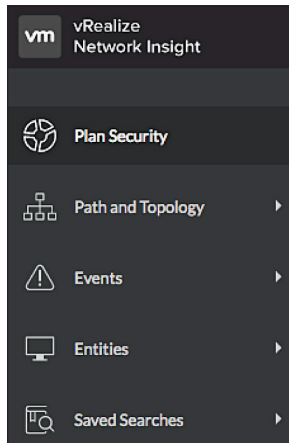 vm
vRealize
Network Insight
Plan Security
Path and Topology
Events
Entities
Saved Searches